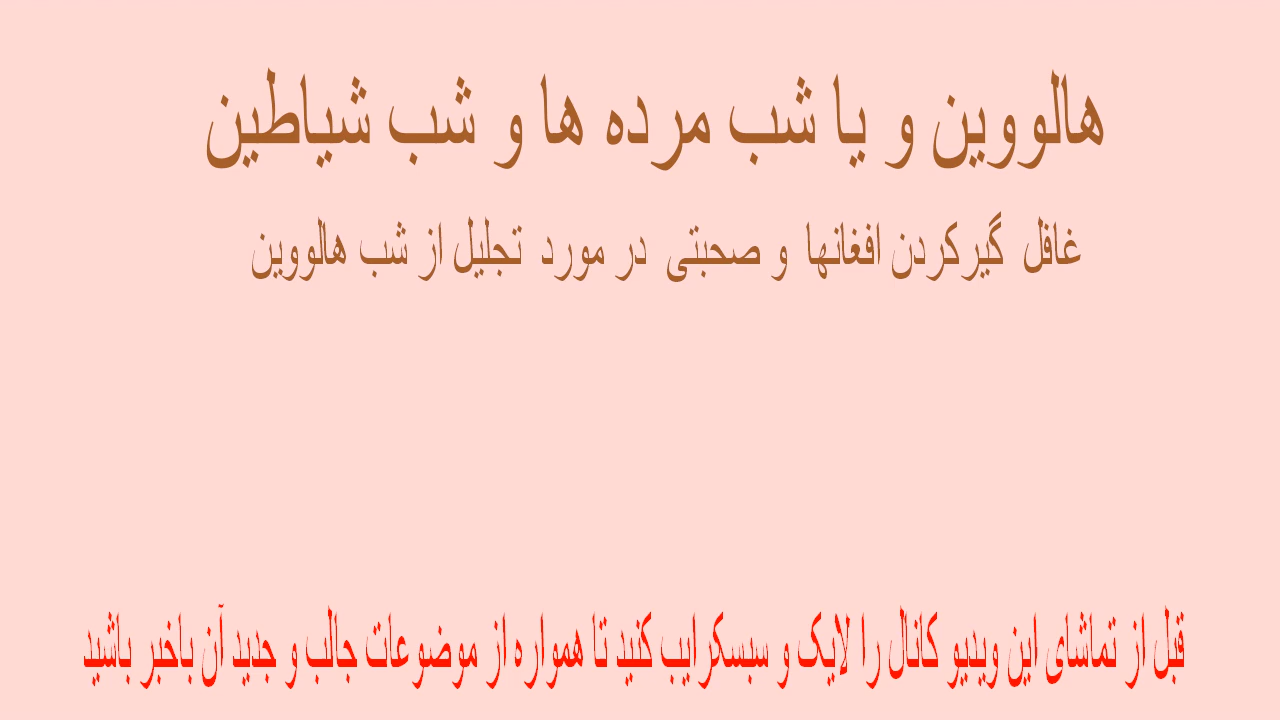 هالووین و یا شب مرده ها و شب شیاطین
غافل گیرکردن افغانها و صحبتی در مورد تجلیل از شب هالووین
قبل از تماشای این ویدیو کانال را لایک و سبسکرایب کنید تا همواره از موضوعات جالب و جدید آن باخبر باشید